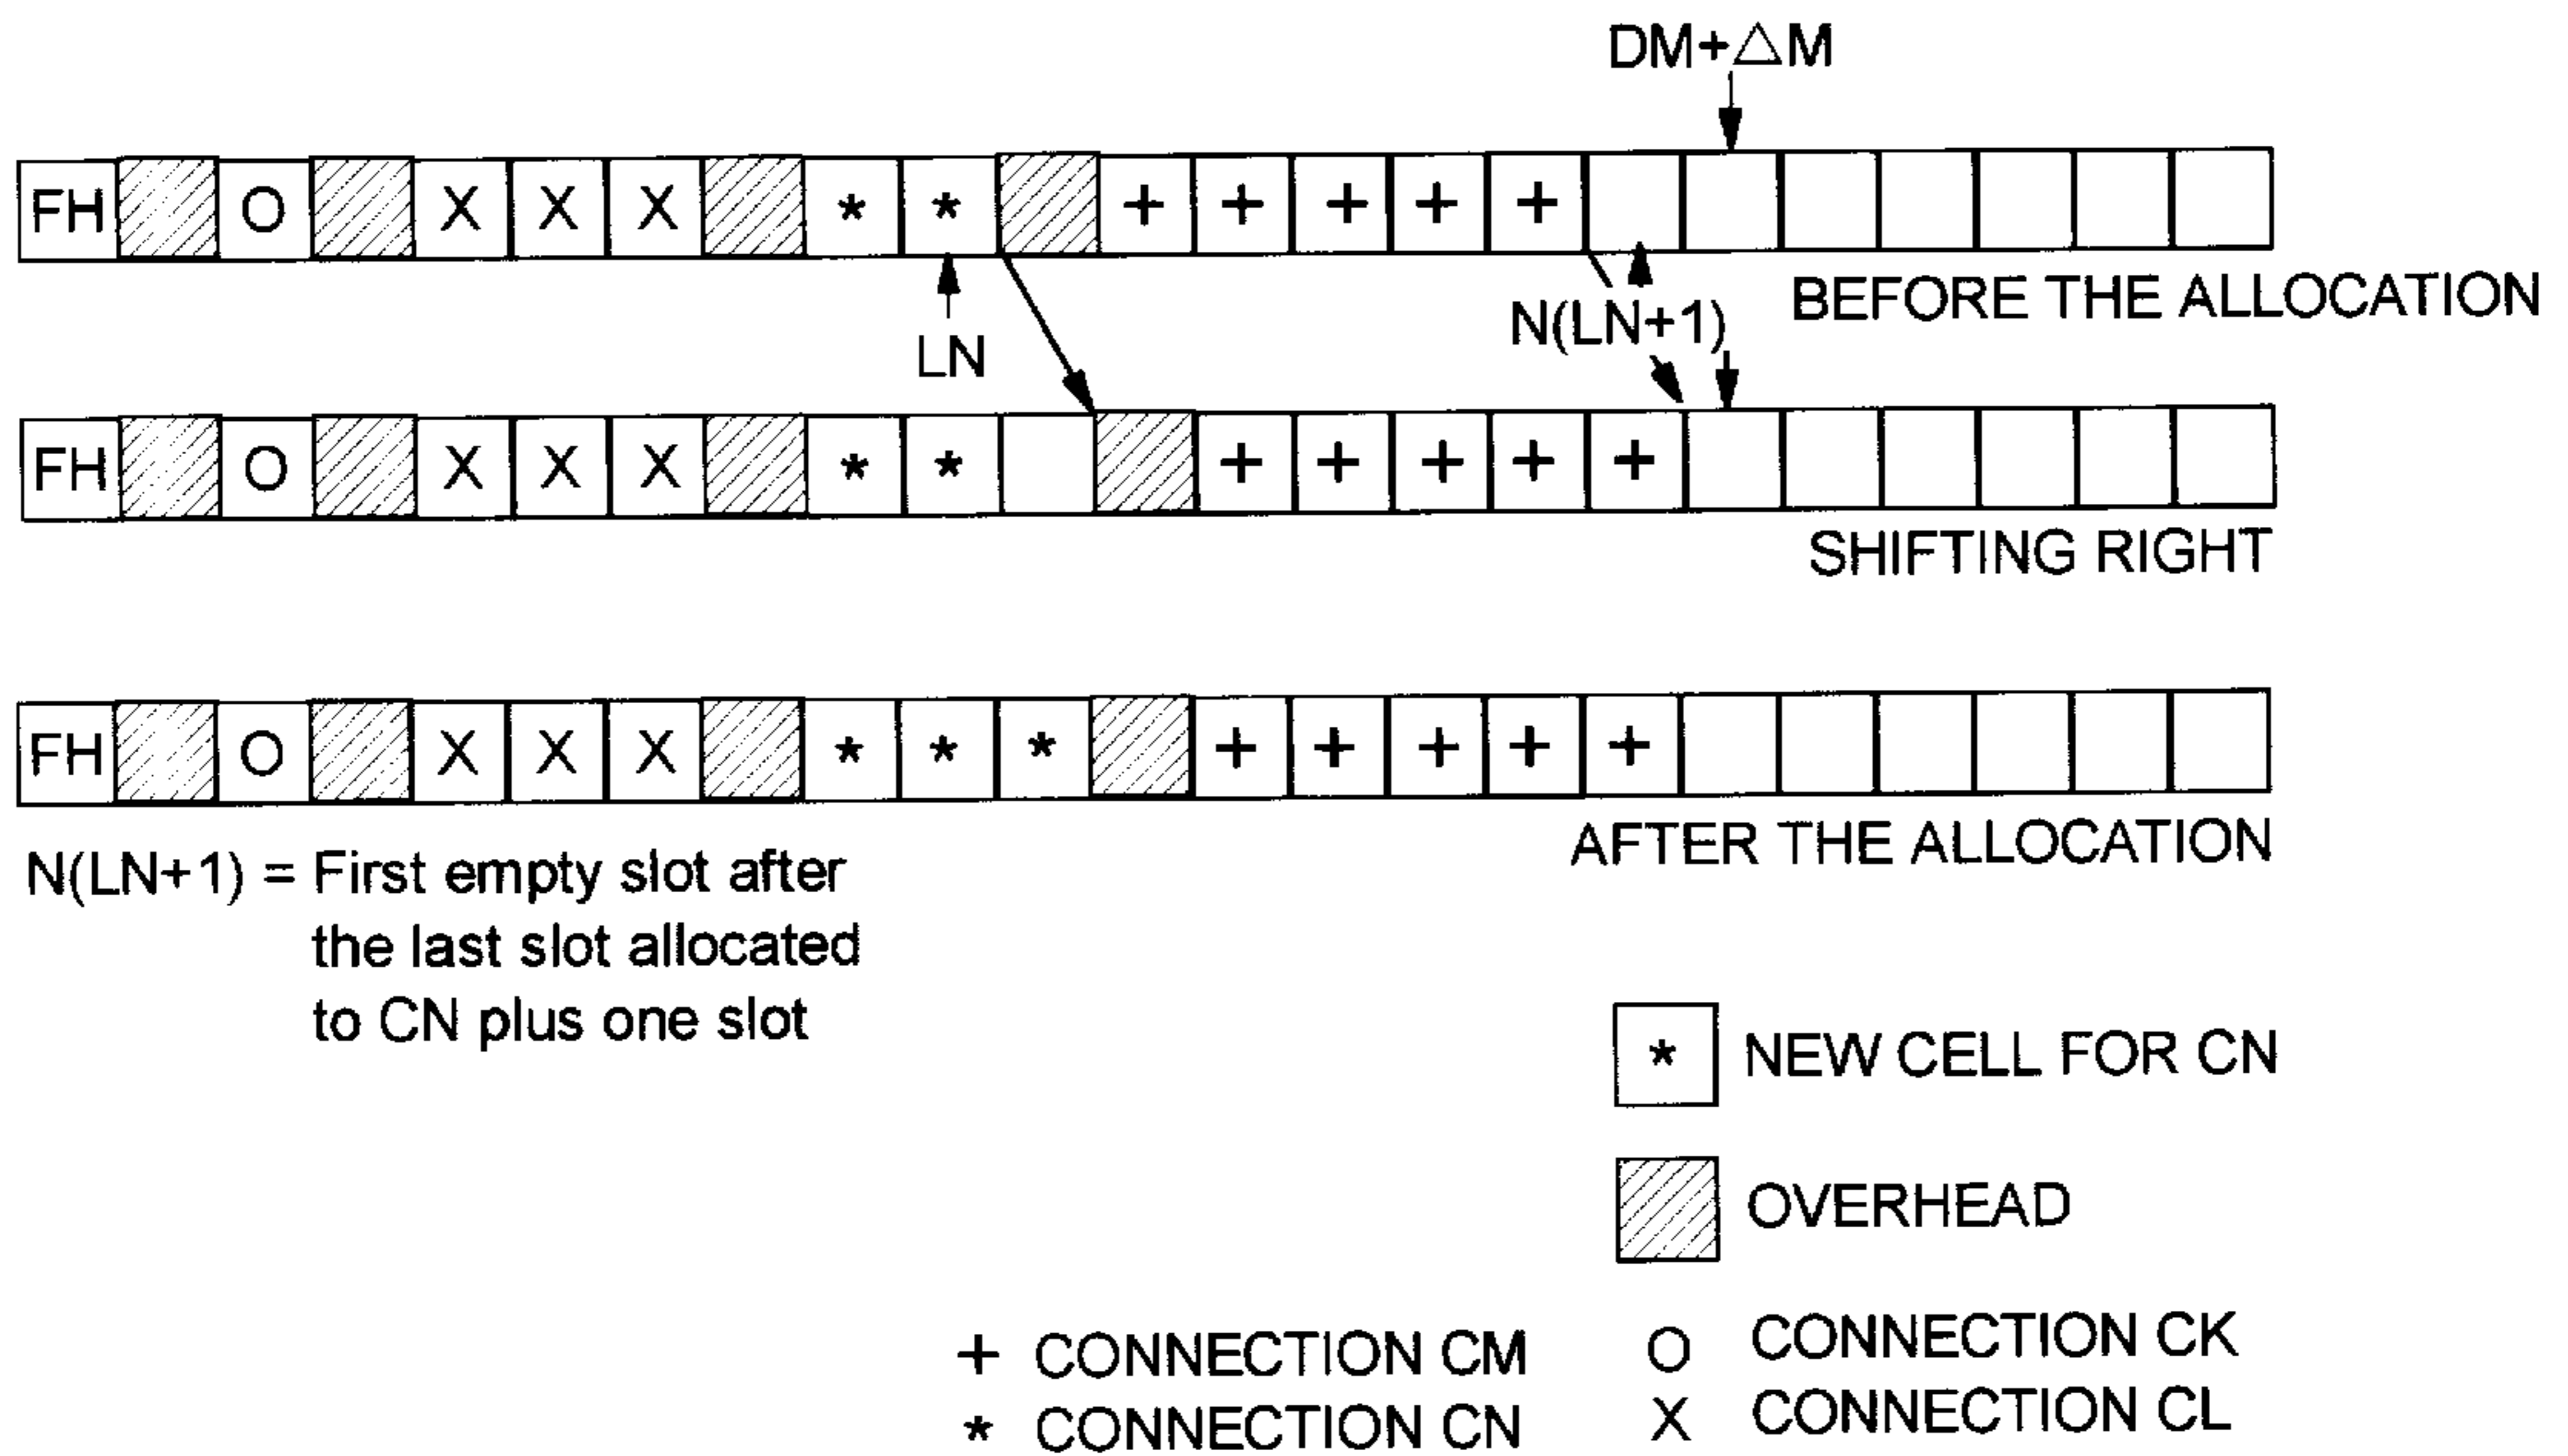 DM+△M
FH O X X X * * + + + + +
BEFORE THE ALLOCATION
LN
N(LN+1)
FH O X X X * * + + + + +
SHIFTING RIGHT
FH O X X X * * * + + + + +
AFTER THE ALLOCATION
N(LN+1) = First empty slot after
the last slot allocated
to CN plus one slot
* NEW CELL FOR CN
OVERHEAD
+ CONNECTION CM
* CONNECTION CN
O CONNECTION CK
X CONNECTION CL